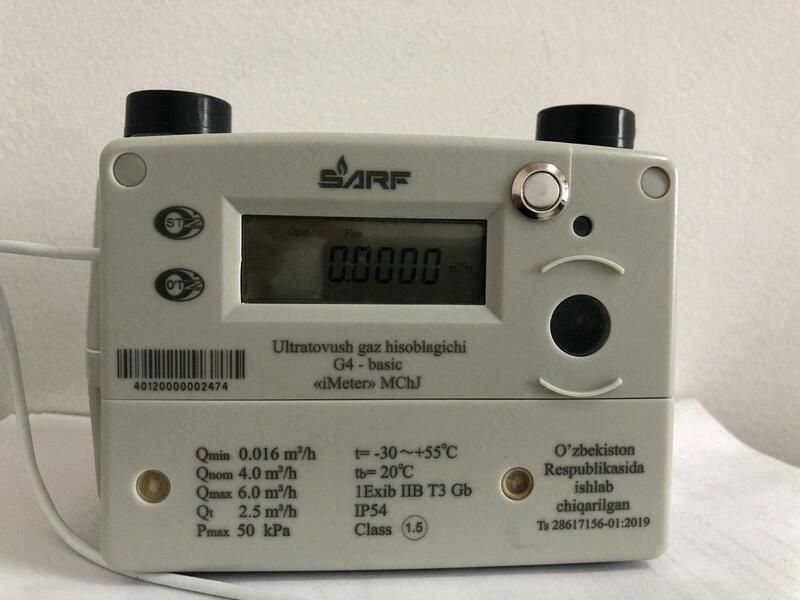 SARF
ST
O'T
Oper Flow
0.0000 m³/h
Ultratovush gaz hisoblagichi
G4 - basic
«iMeter» MChJ
40120000002474
Qmin 0.016 m³/h
Qnom 4.0 m³/h
Qmax 6.0 m³/h
Qt 2.5 m³/h
Pmax 50 kPa
t= -30～+55℃
tb= 20℃
1Exib IIB T3 Gb
IP54
Class 1.5
O’zbekiston
Respublikasida
ishlab
chiqarilgan
Ts 28617156-01:2019